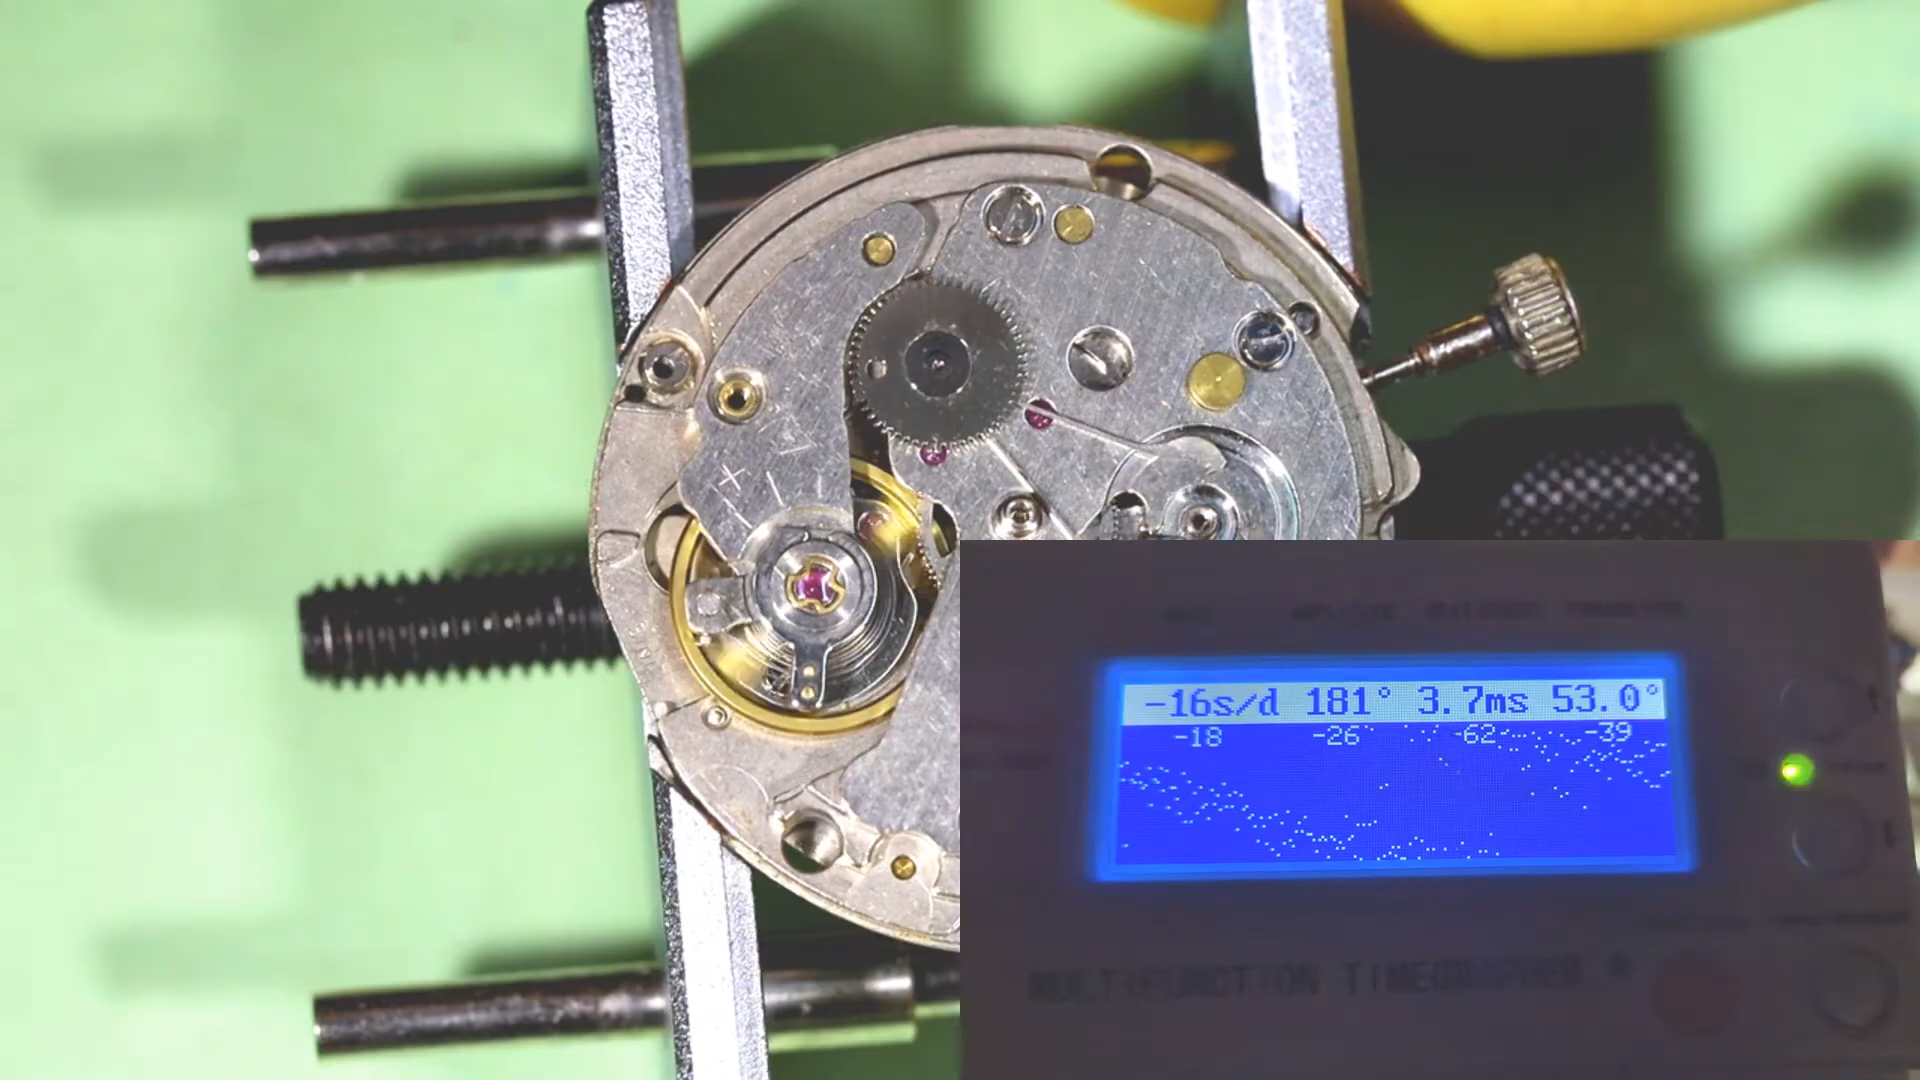 + -
-16s/d 181° 3.7ms 53.0°
-18 -26 -62 -39
MULTIFUNCTION TIMEGRAPHER